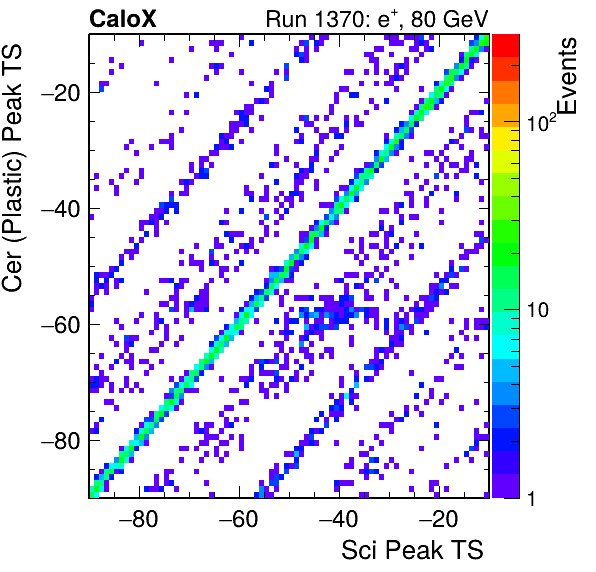 CaloX Run 1370: e⁺, 80 GeV
Cer (Plastic) Peak TS
−20
−40
−60
−80
−80 −60 −40 −20
Sci Peak TS
Events
10²
10
1